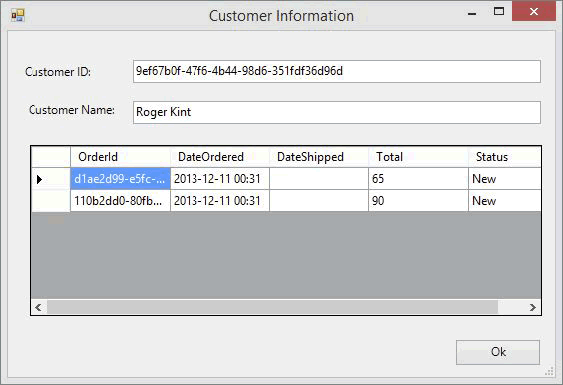 Customer Information
Customer ID: 9ef67b0f-47f6-4b44-98d6-351fdf36d96d
Customer Name: Roger Kint
OrderId DateOrdered DateShipped Total Status
d1ae2d99-e5fc-... 2013-12-11 00:31 65 New
110b2dd0-80fb... 2013-12-11 00:31 90 New
Ok